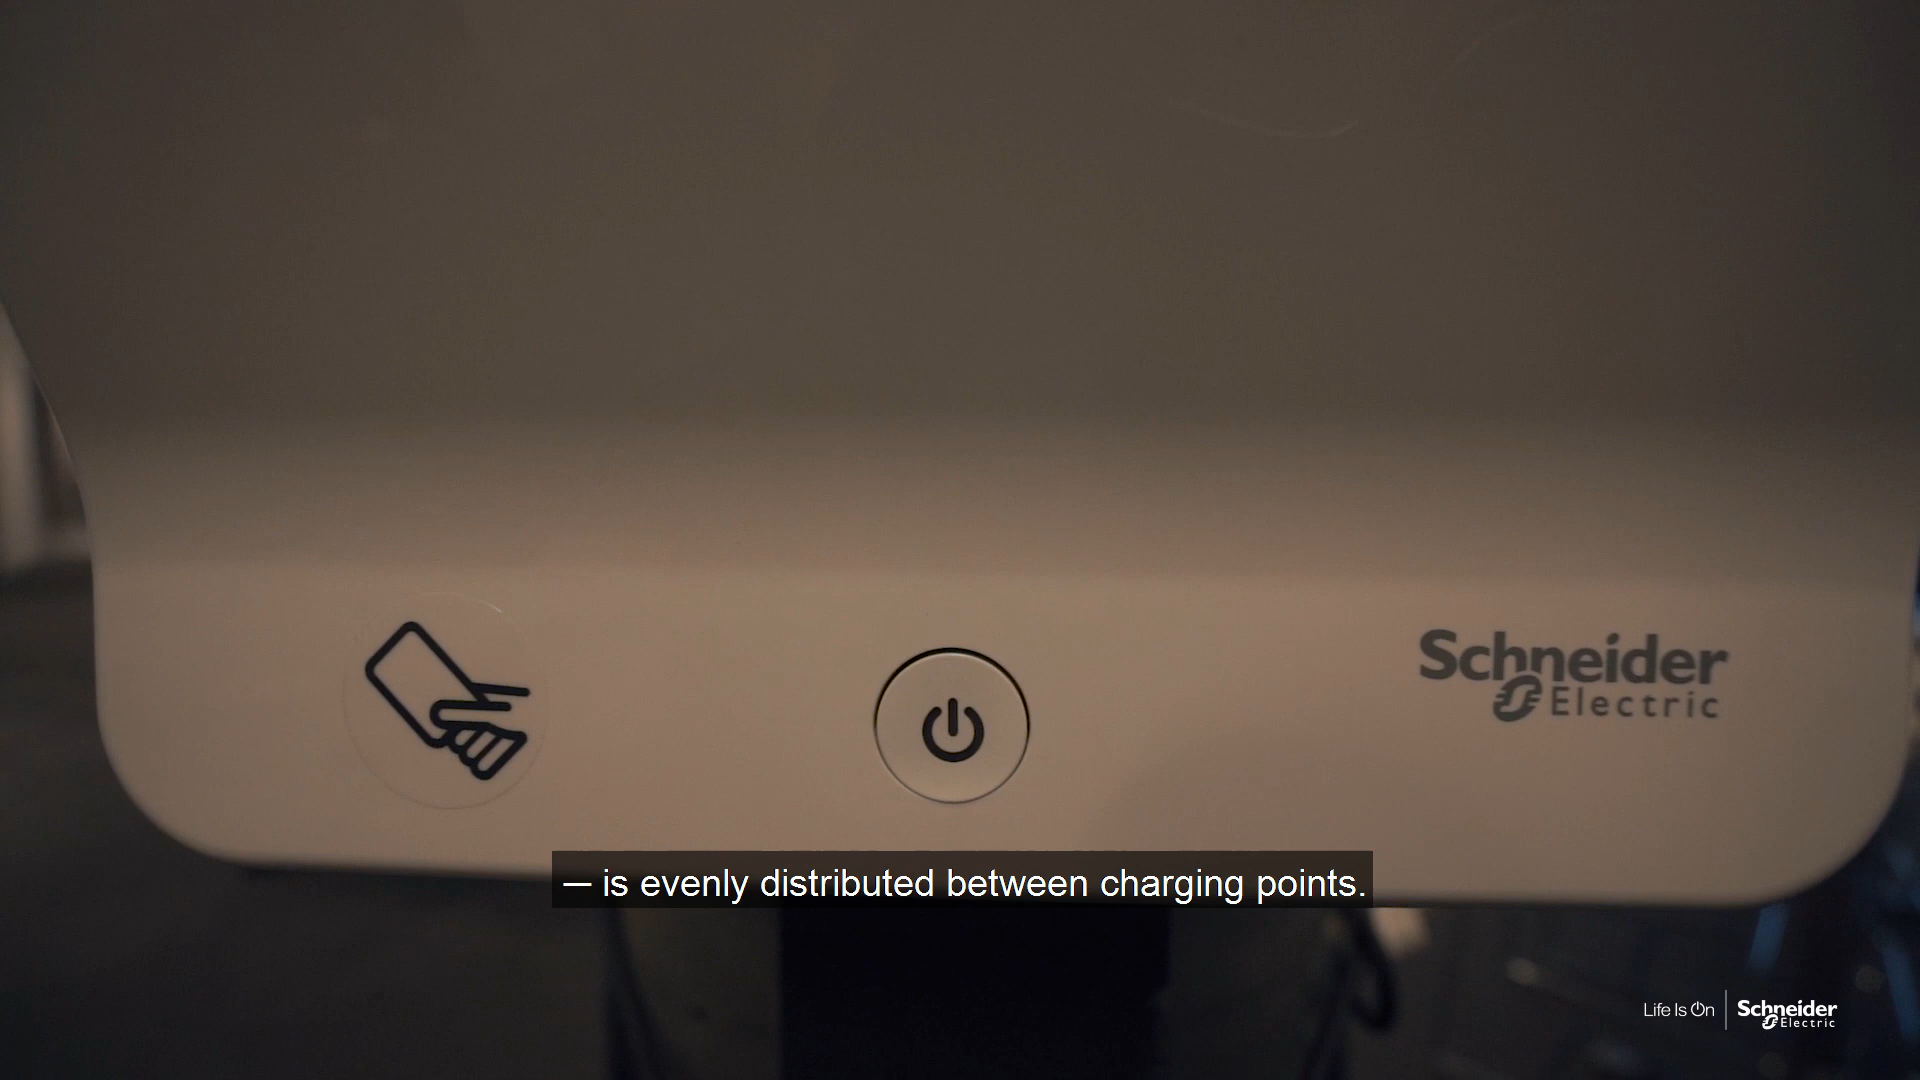 Schneider
Electric
— is evenly distributed between charging points.
Life Is On
Schneider
Electric